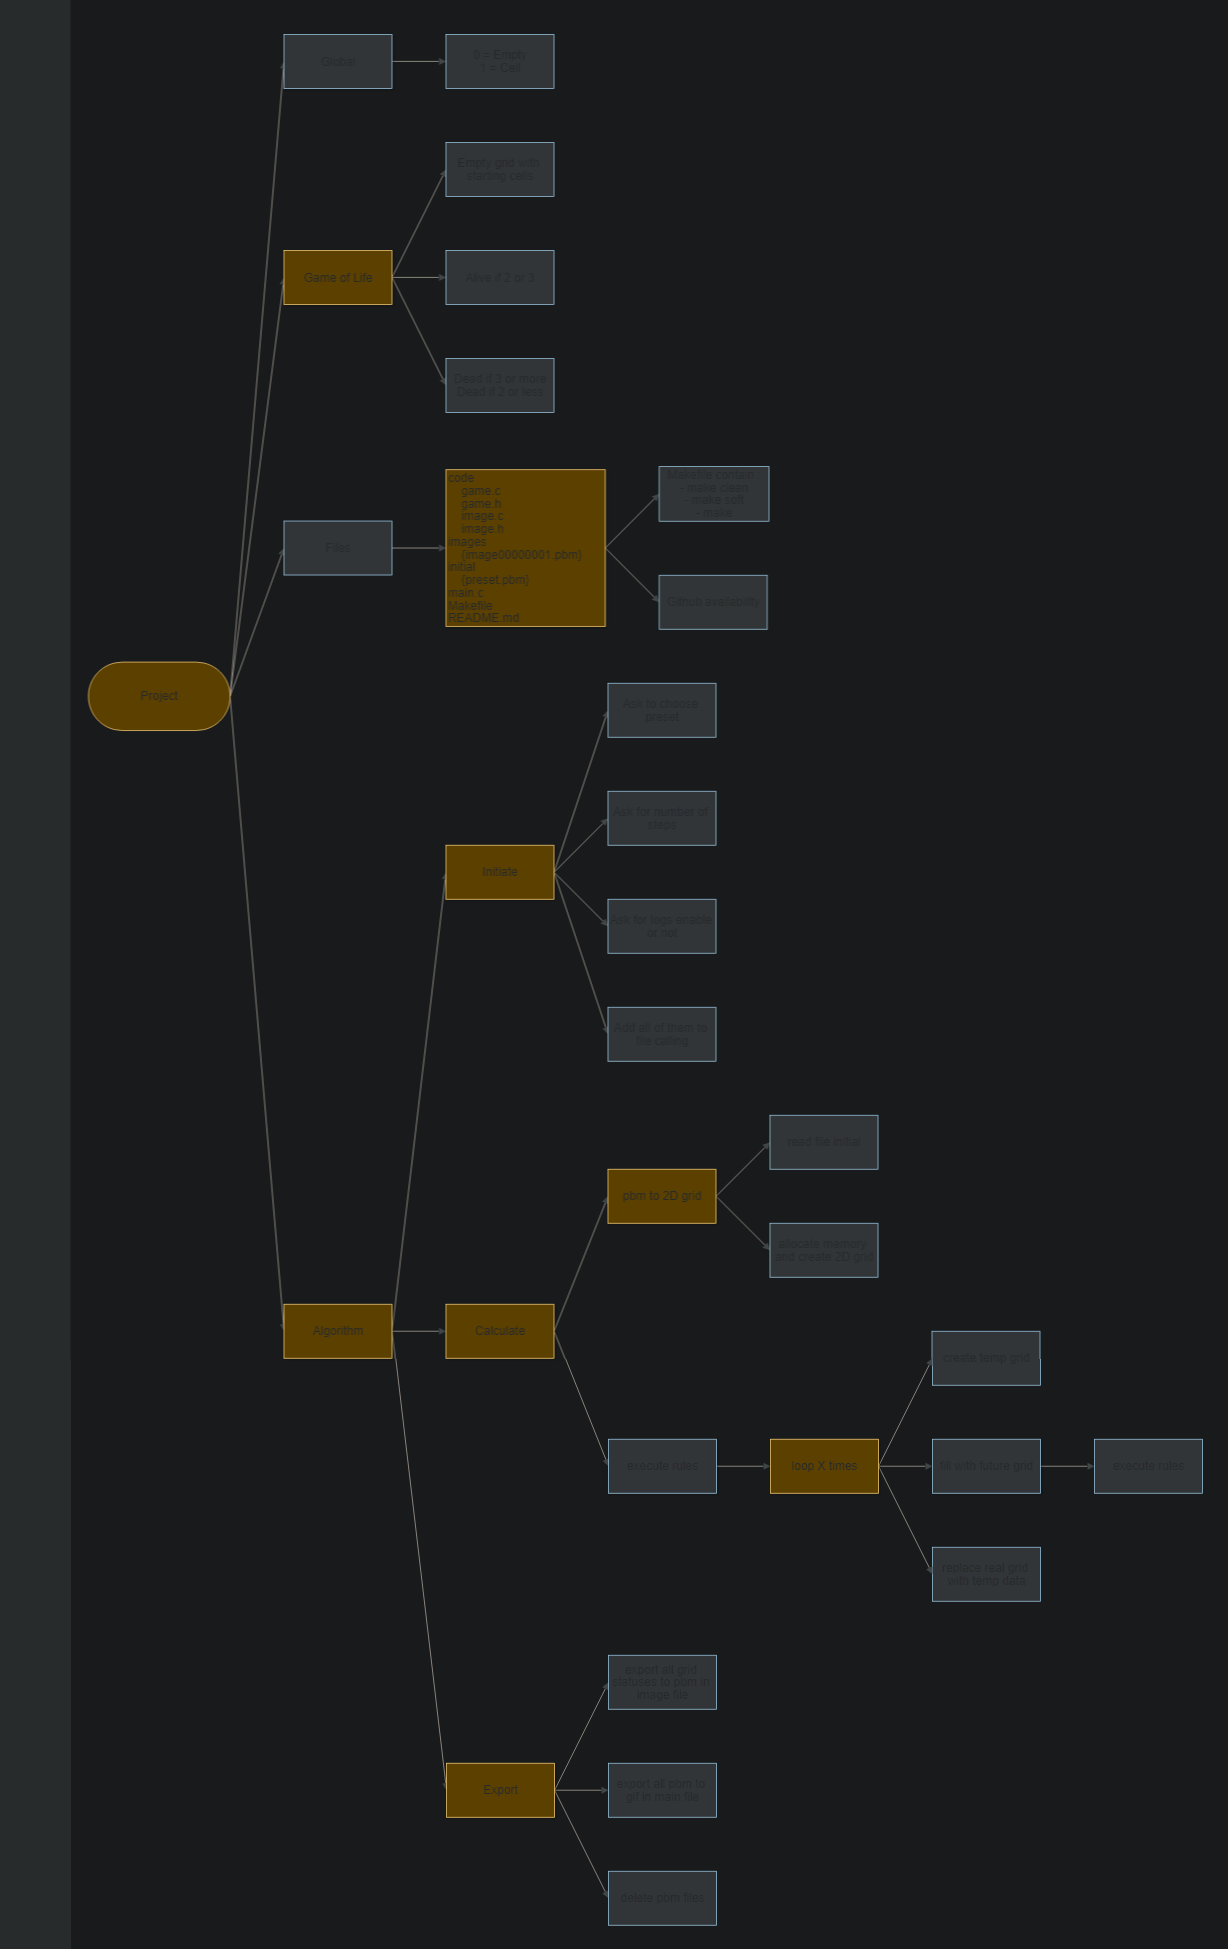 Global
0 = Empty
1 = Cell
Empty grid with
starting cells
Game of Life
Alive if 2 or 3
Dead if 3 or more
Dead if 2 or less
code
game.c
game.h
image.c
image.h
images
[image00000001.pbm]
initial
[preset.pbm]
main.c
Makefile
README.md
Makefile contain :
- make clean
- make soft
- make
Files
Github availability
Project
Ask to choose
preset
Ask for number of
steps
Initiate
Ask for logs enable
or not
Add all of them to
file calling
read file initial
pbm to 2D grid
allocate memory
and create 2D grid
Algorithm
Calculate
create temp grid
execute rules
loop X times
fill with future grid
execute rules
replace real grid
with temp data
export all grid
statuses to pbm in
image file
Export
export all pbm to
gif in main file
delete pbm files